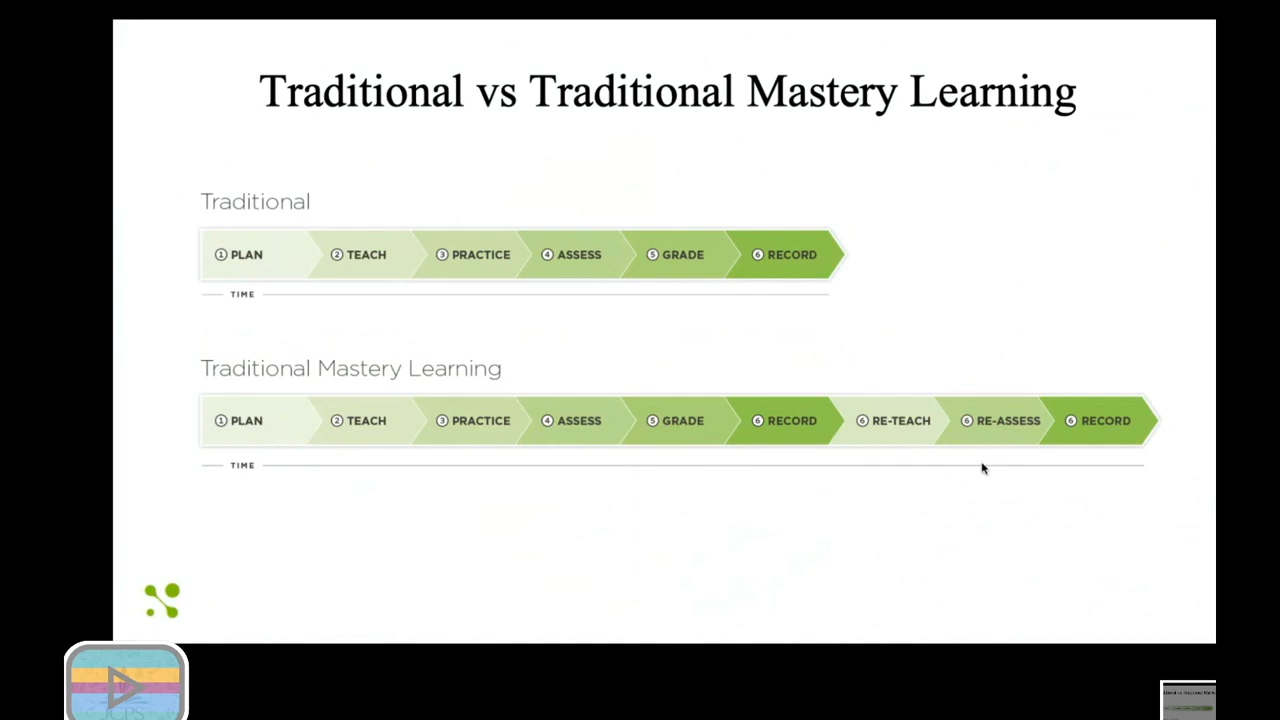 Traditional vs Traditional Mastery Learning
Traditional
① PLAN ② TEACH ③ PRACTICE ④ ASSESS ⑤ GRADE ⑥ RECORD
TIME
Traditional Mastery Learning
① PLAN ② TEACH ③ PRACTICE ④ ASSESS ⑤ GRADE ⑥ RECORD ⑥ RE-TEACH ⑥ RE-ASSESS ⑥ RECORD
TIME
JCPS